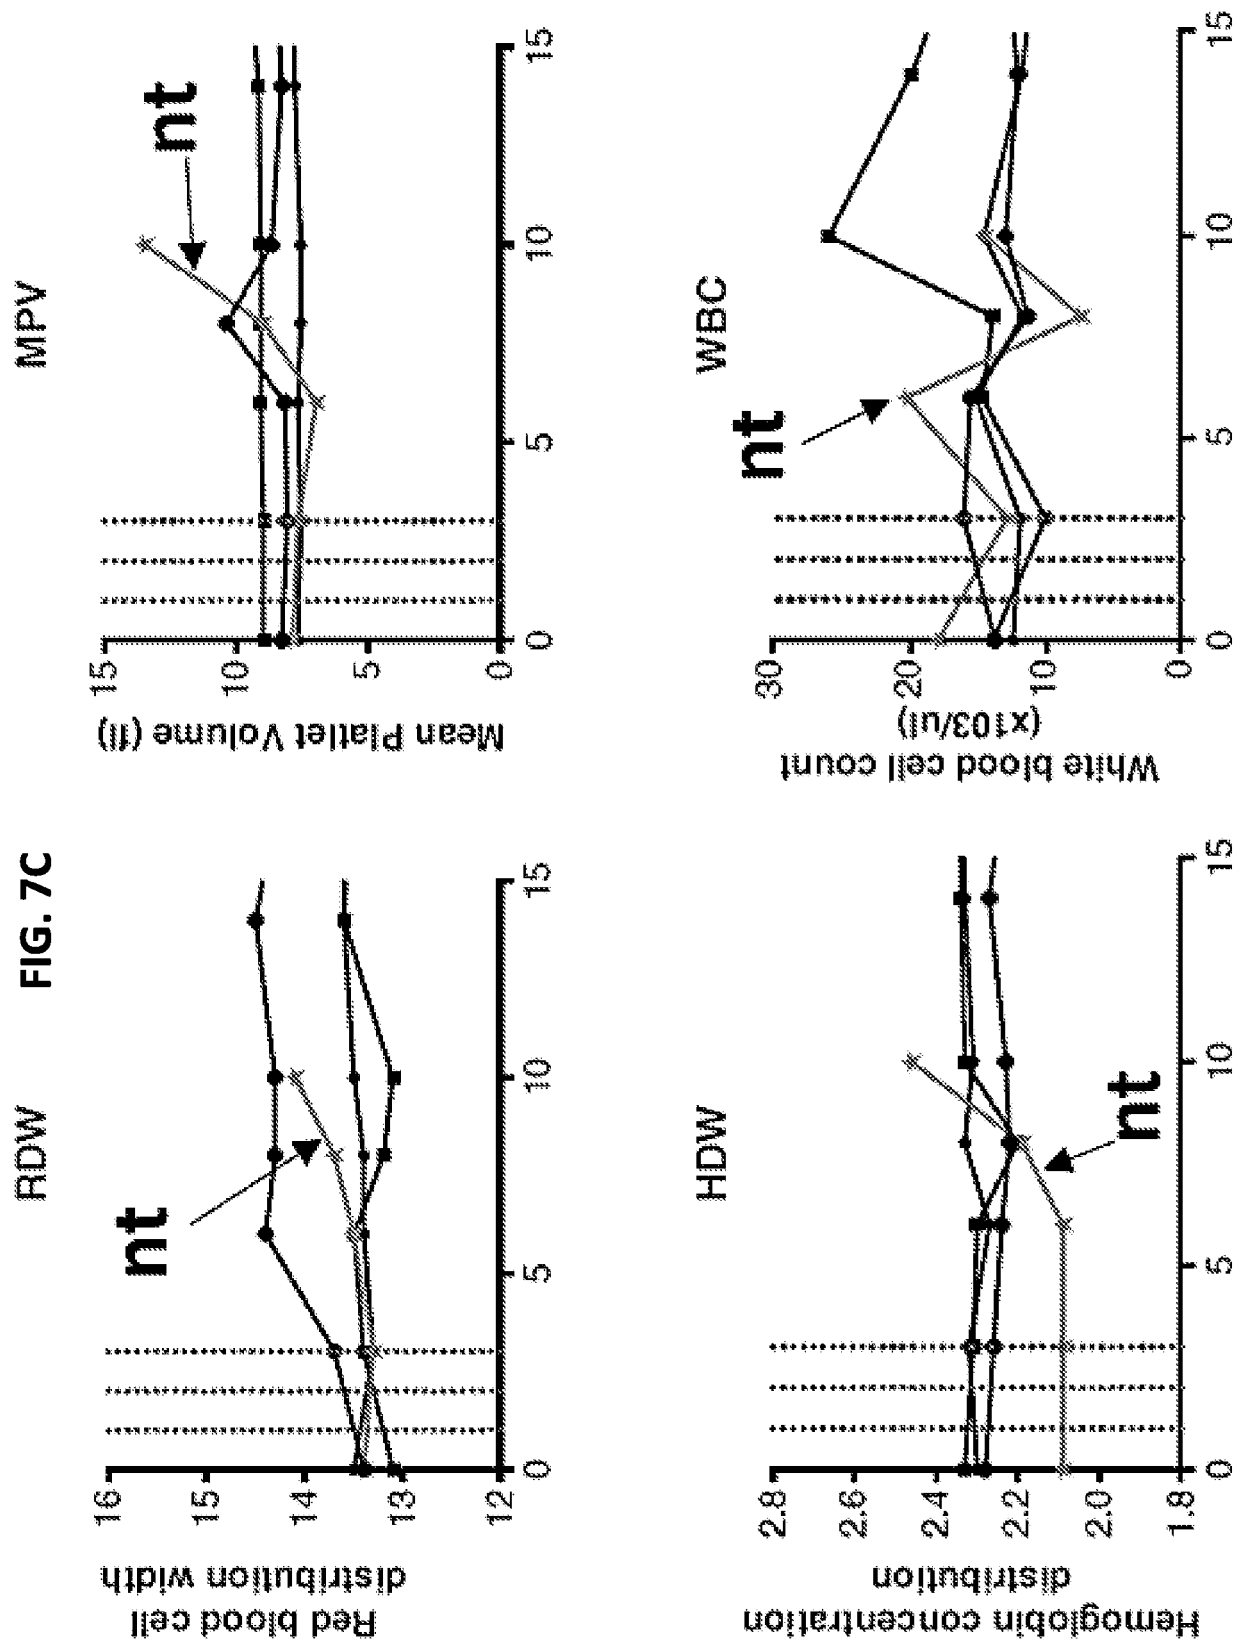 FIG. 7C
RDW
Red blood cell
distribution width
16
15
14
13
12
0
5
10
15
nt
MPV
Mean Platlet Volume (fl)
15
10
5
0
0
5
10
15
nt
HDW
Hemoglobin concentration
distribution
2.8
2.6
2.4
2.2
2.0
1.8
0
5
10
15
nt
WBC
White blood cell count
(x103/ul)
30
20
10
0
0
5
10
15
nt